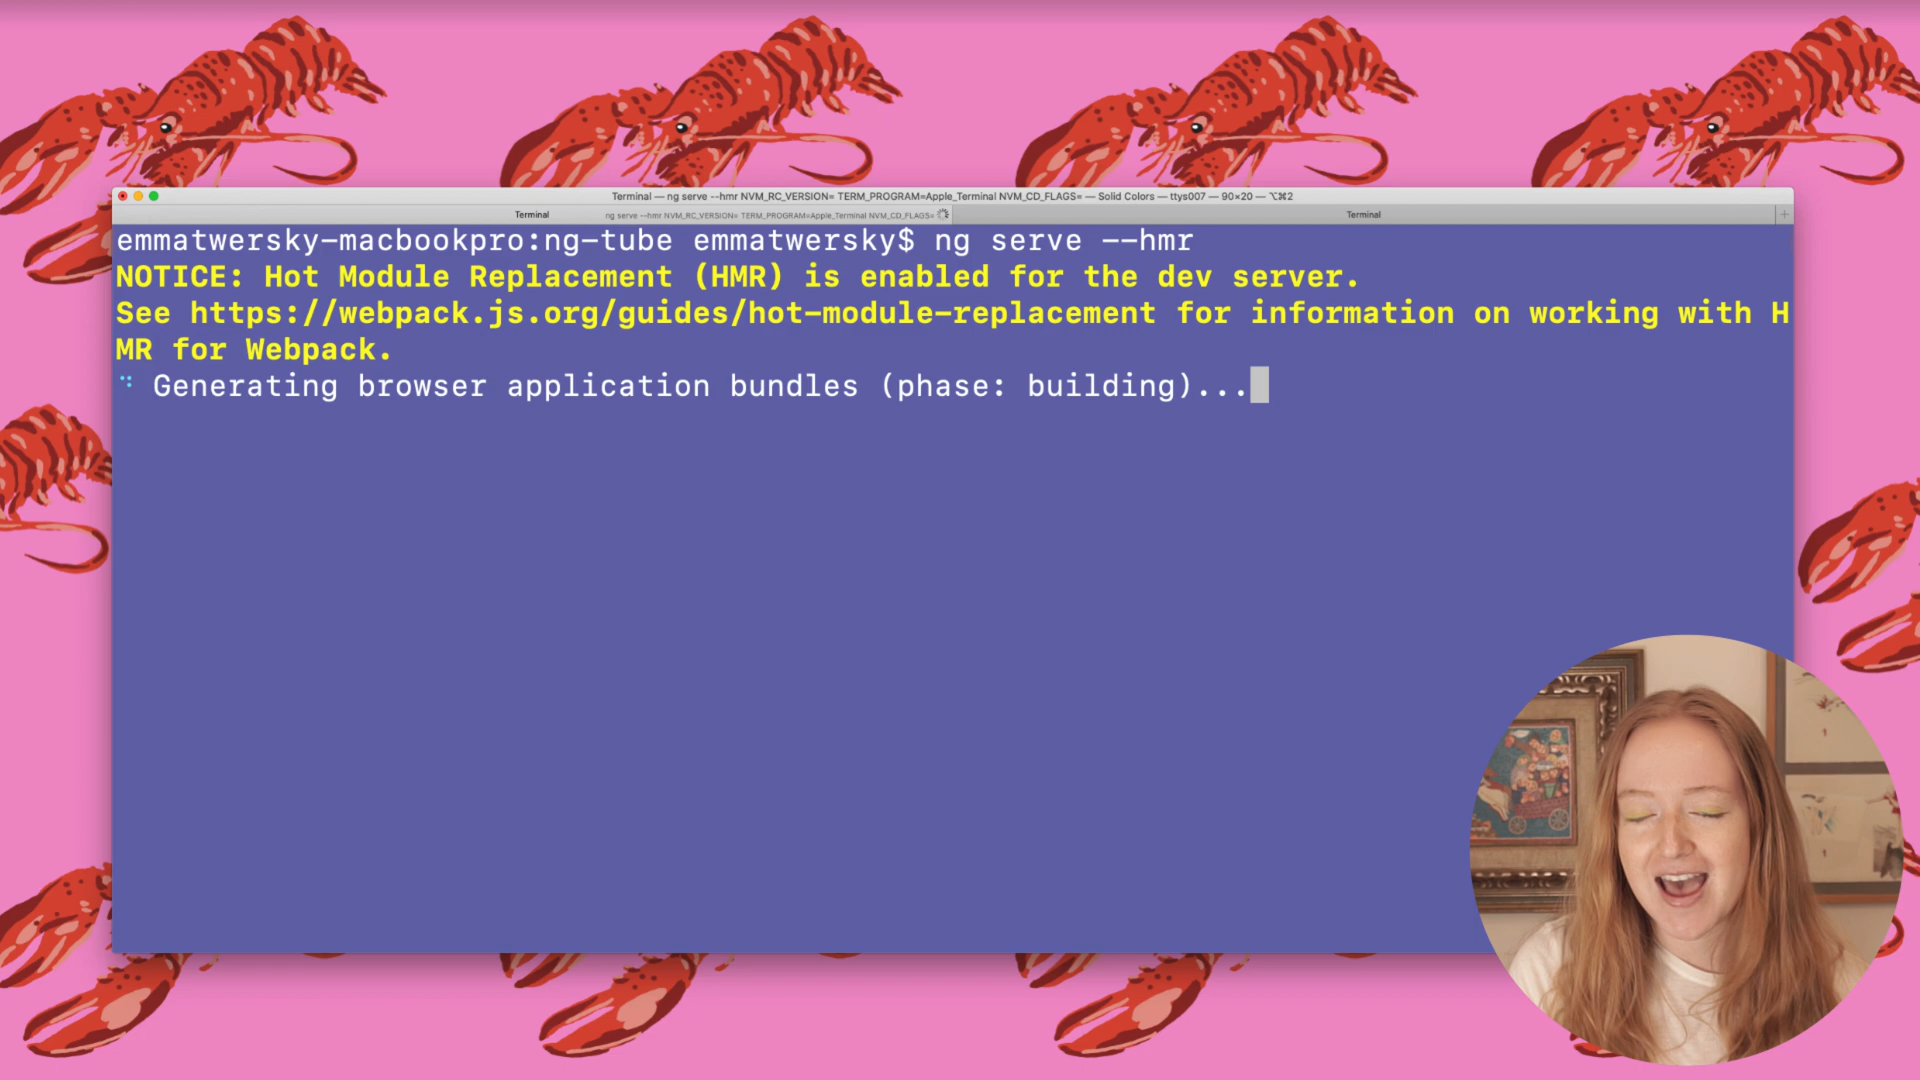 Terminal — ng serve --hmr NVM_RC_VERSION= TERM_PROGRAM=Apple_Terminal NVM_CD_FLAGS= — Solid Colors — ttys007 — 90×20 — ⌥⌘2
Terminal
ng serve --hmr NVM_RC_VERSION= TERM_PROGRAM=Apple_Terminal NVM_CD_FLAGS=
Terminal
emmatwersky-macbookpro:ng-tube emmatwersky$ ng serve --hmr
NOTICE: Hot Module Replacement (HMR) is enabled for the dev server.
See https://webpack.js.org/guides/hot-module-replacement for information on working with H
MR for Webpack.
Generating browser application bundles (phase: building)...